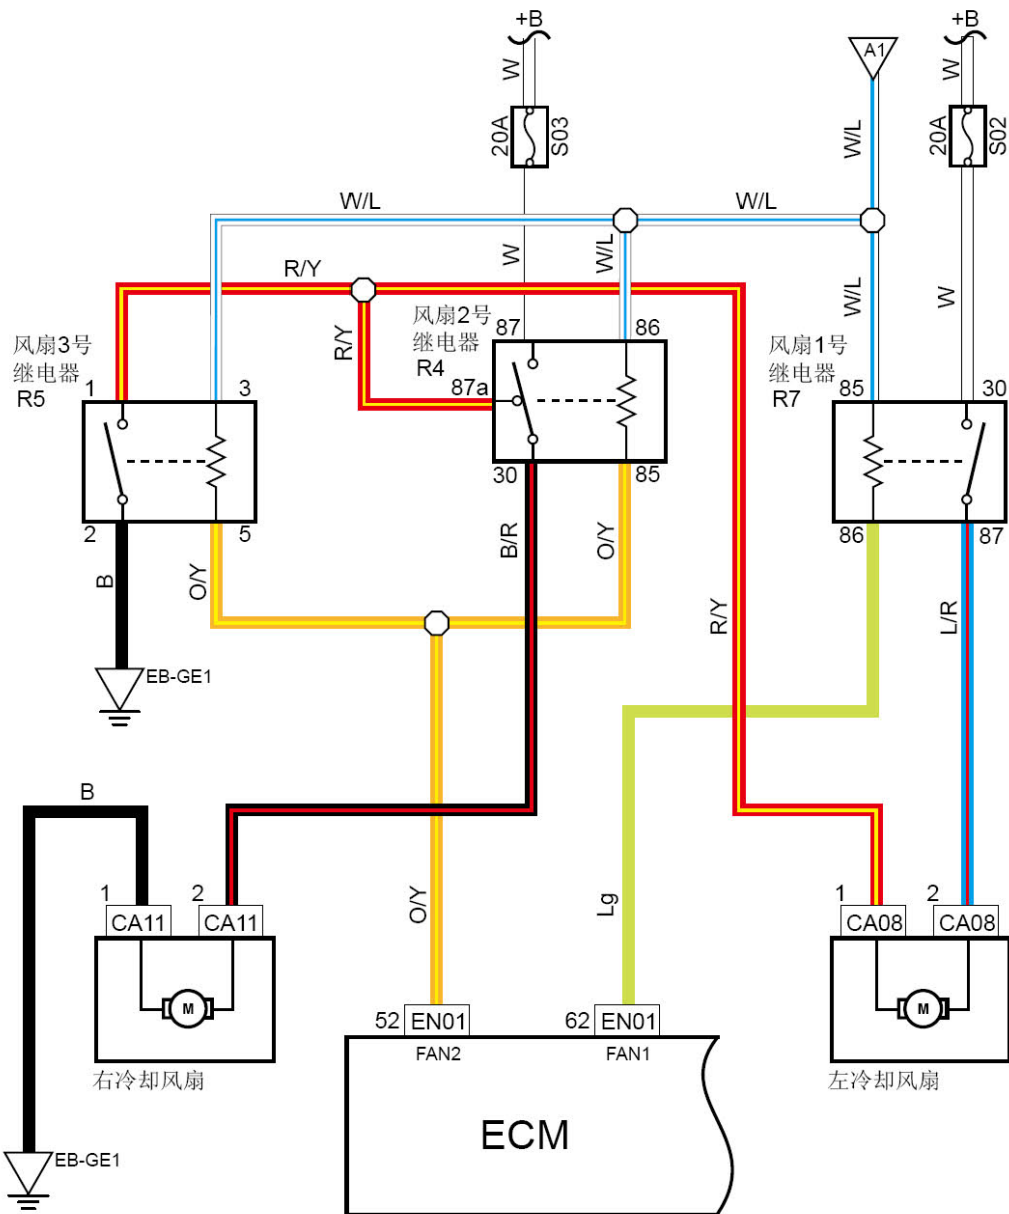 +B
+B
W
W
A1
20A
S03
20A
S02
W/L
W/L
W/L
W
W/L
R/Y
W/L
W
R/Y
风扇3号
继电器
R5
风扇2号
继电器
R4
风扇1号
继电器
R7
87
86
87a
1
3
85
30
30
85
2
5
86
87
B
O/Y
B/R
O/Y
R/Y
L/R
EB-GE1
B
O/Y
Lg
1
2
CA11
CA11
1
2
CA08
CA08
M
M
52
EN01
62
EN01
FAN2
FAN1
右冷却风扇
左冷却风扇
ECM
EB-GE1